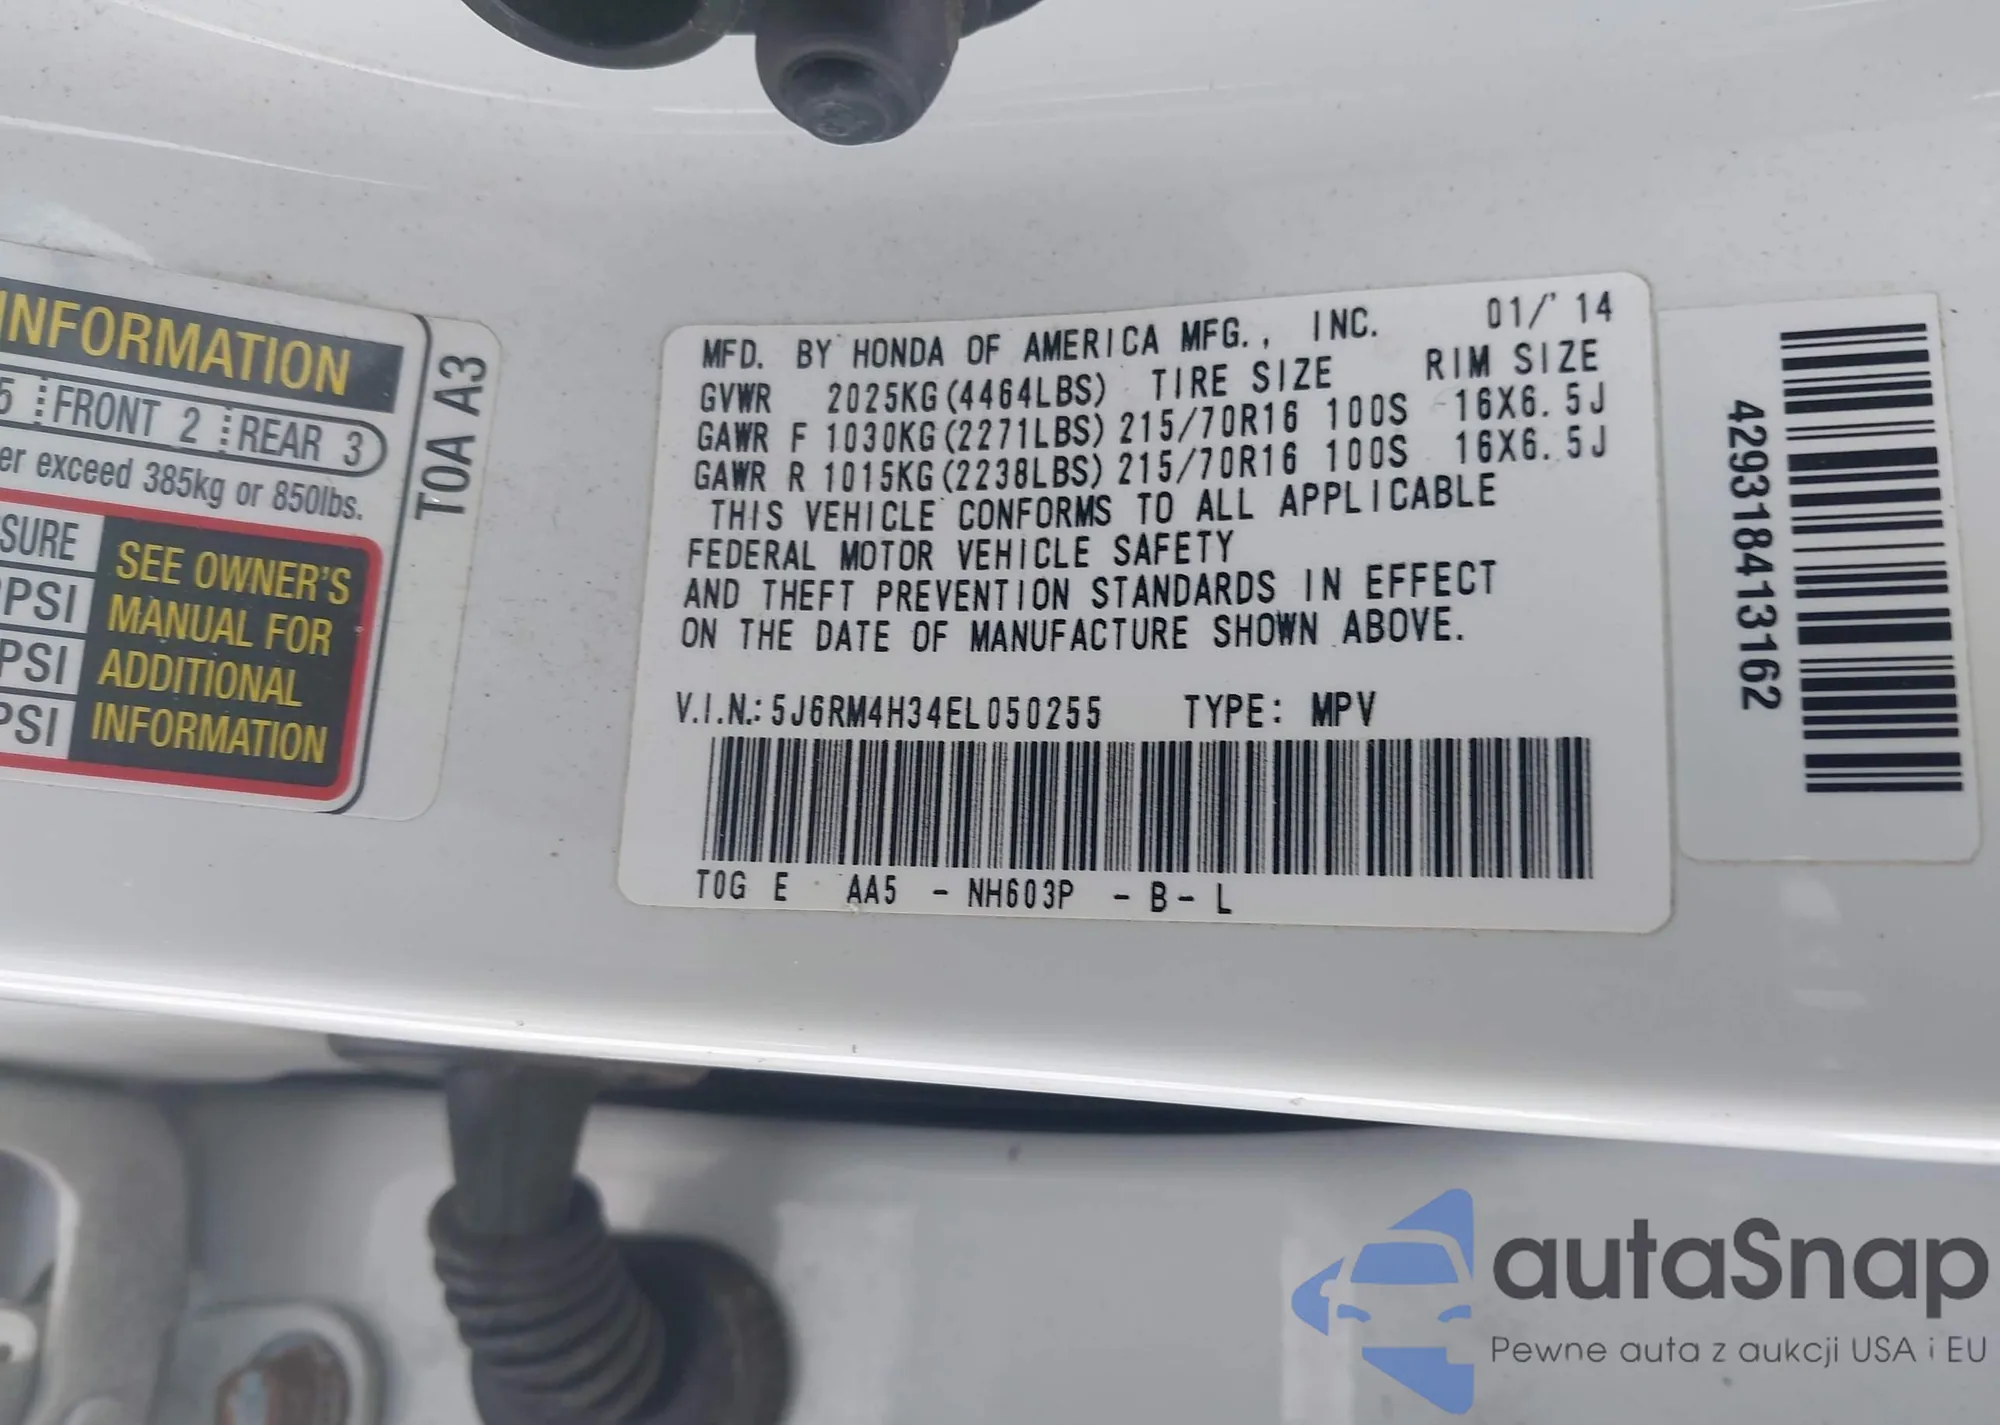 INFORMATION
5 FRONT 2 REAR 3
er exceed 385kg or 850lbs.
SURE
PSI
PSI
PSI
SEE OWNER'S
MANUAL FOR
ADDITIONAL
INFORMATION
T0A A3
MFD. BY HONDA OF AMERICA MFG., INC. 01/'14
GVWR 2025KG(4464LBS) TIRE SIZE RIM SIZE
GAWR F 1030KG(2271LBS) 215/70R16 100S 16X6.5J
GAWR R 1015KG(2238LBS) 215/70R16 100S 16X6.5J
THIS VEHICLE CONFORMS TO ALL APPLICABLE
FEDERAL MOTOR VEHICLE SAFETY
AND THEFT PREVENTION STANDARDS IN EFFECT
ON THE DATE OF MANUFACTURE SHOWN ABOVE.
V.I.N.: 5J6RM4H34EL050255 TYPE: MPV
T0G E AA5 - NH603P - B - L
429318413162
autaSnap
Pewne auta z aukcji USA i EU